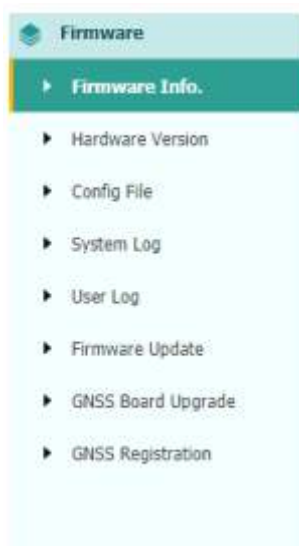 Firmware
Firmware Info.
Hardware Version
Config File
System Log
User Log
Firmware Update
GNSS Board Upgrade
GNSS Registration